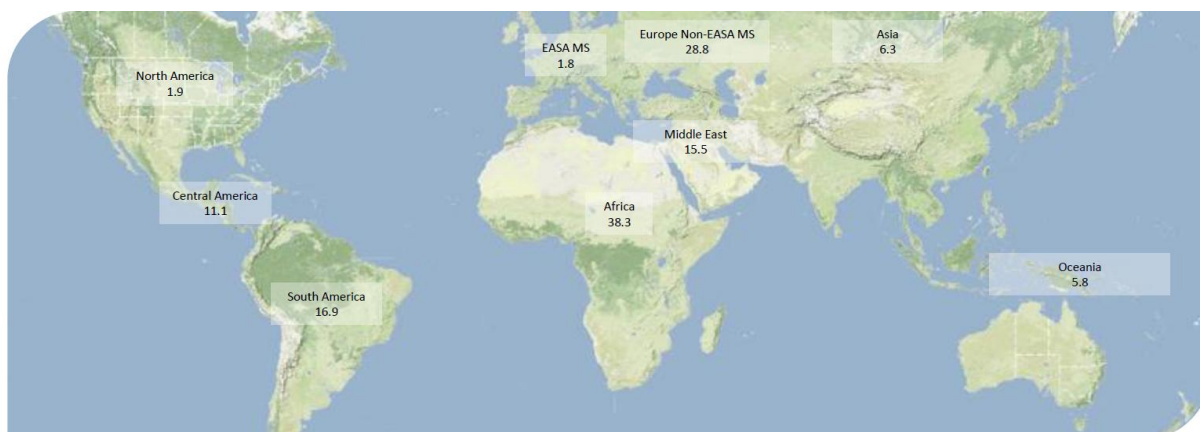 North America
1.9
Central America
11.1
South America
16.9
EASA MS
1.8
Europe Non-EASA MS
28.8
Middle East
15.5
Africa
38.3
Asia
6.3
Oceania
5.8